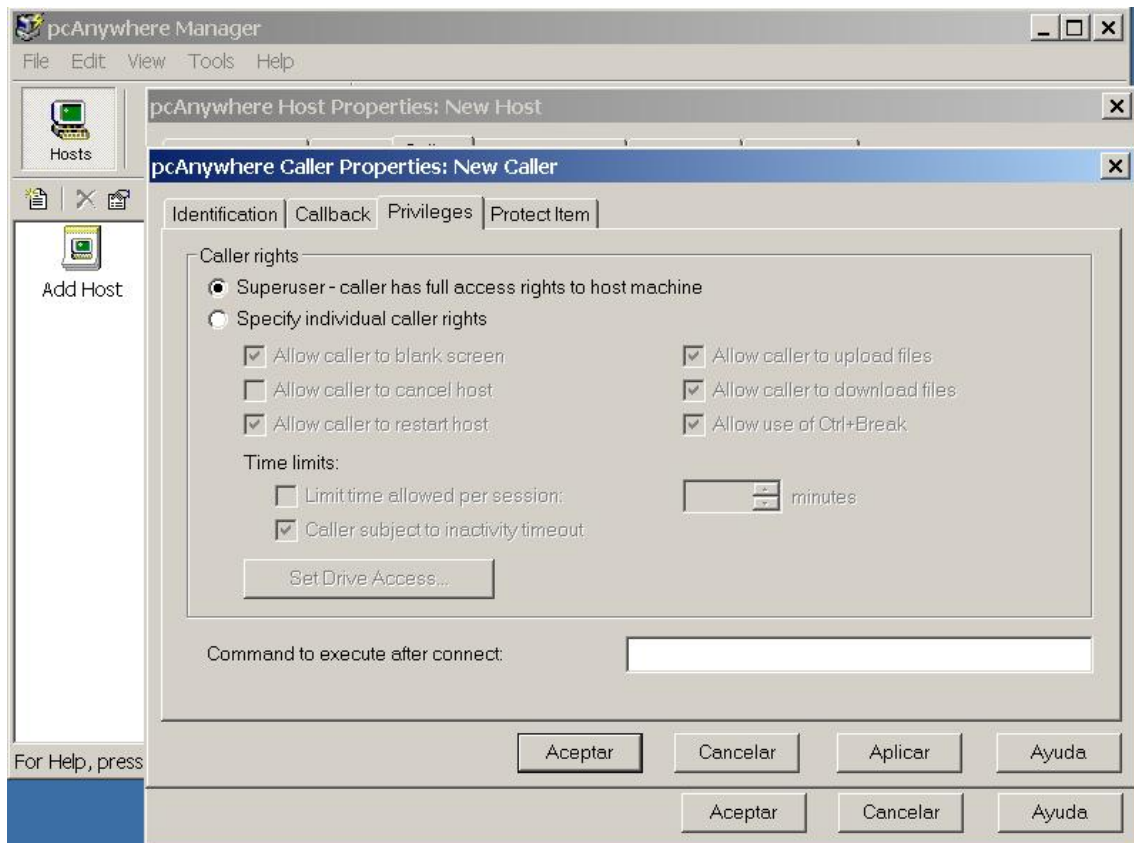 pcAnywhere Manager
File Edit View Tools Help
pcAnywhere Host Properties: New Host
Hosts
pcAnywhere Caller Properties: New Caller
Identification Callback Privileges Protect Item
Add Host
Caller rights
Superuser - caller has full access rights to host machine
Specify individual caller rights
Allow caller to blank screen Allow caller to upload files
Allow caller to cancel host Allow caller to download files
Allow caller to restart host Allow use of Ctrl+Break
Time limits:
Limit time allowed per session: minutes
Caller subject to inactivity timeout
Set Drive Access...
Command to execute after connect:
Aceptar Cancelar Aplicar Ayuda
For Help, press
Aceptar Cancelar Ayuda